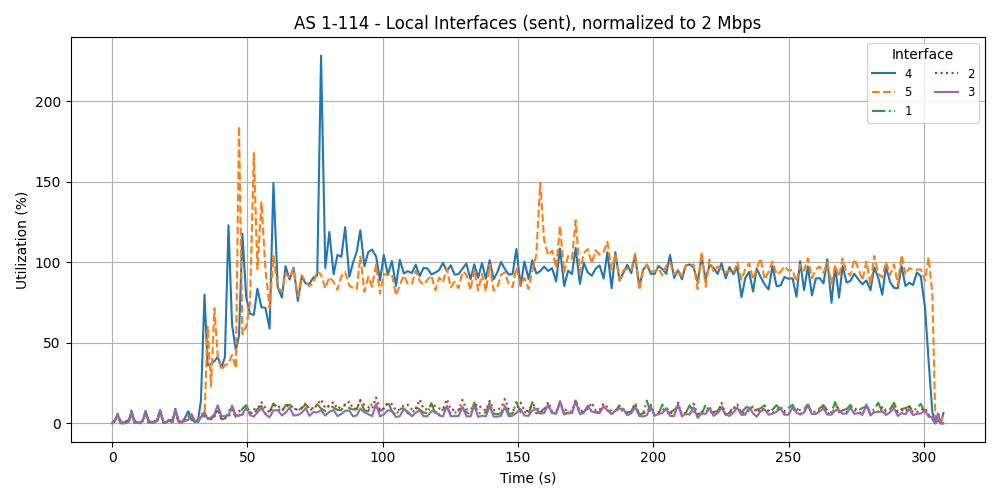 AS 1-114 - Local Interfaces (sent), normalized to 2 Mbps
Utilization (%)
200
150
100
50
0
0 50 100 150 200 250 300
Time (s)
Interface
4 2
5 3
1